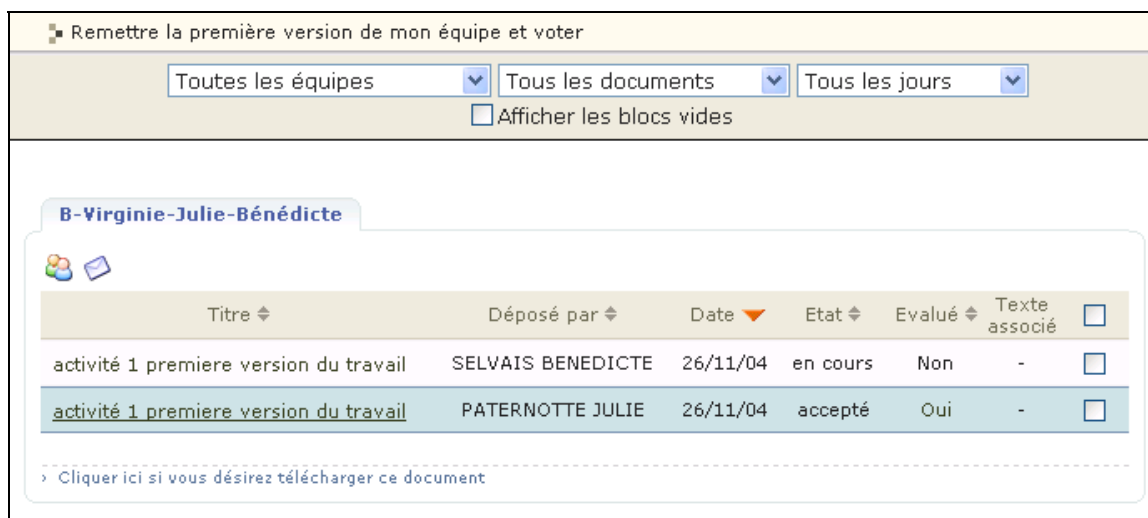 Remettre la première version de mon équipe et voter
Toutes les équipes Tous les documents Tous les jours
Afficher les blocs vides
B-Virginie-Julie-Bénédicte
Titre Déposé par Date Etat Evalué Texte associé
activité 1 premiere version du travail SELVAIS BENEDICTE 26/11/04 en cours Non -
activité 1 premiere version du travail PATERNOTTE JULIE 26/11/04 accepté Oui -
› Cliquer ici si vous désirez télécharger ce document